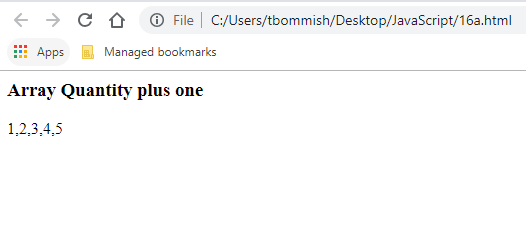 File C:/Users/tbommish/Desktop/JavaScript/16a.html
Apps Managed bookmarks
Array Quantity plus one
1,2,3,4,5